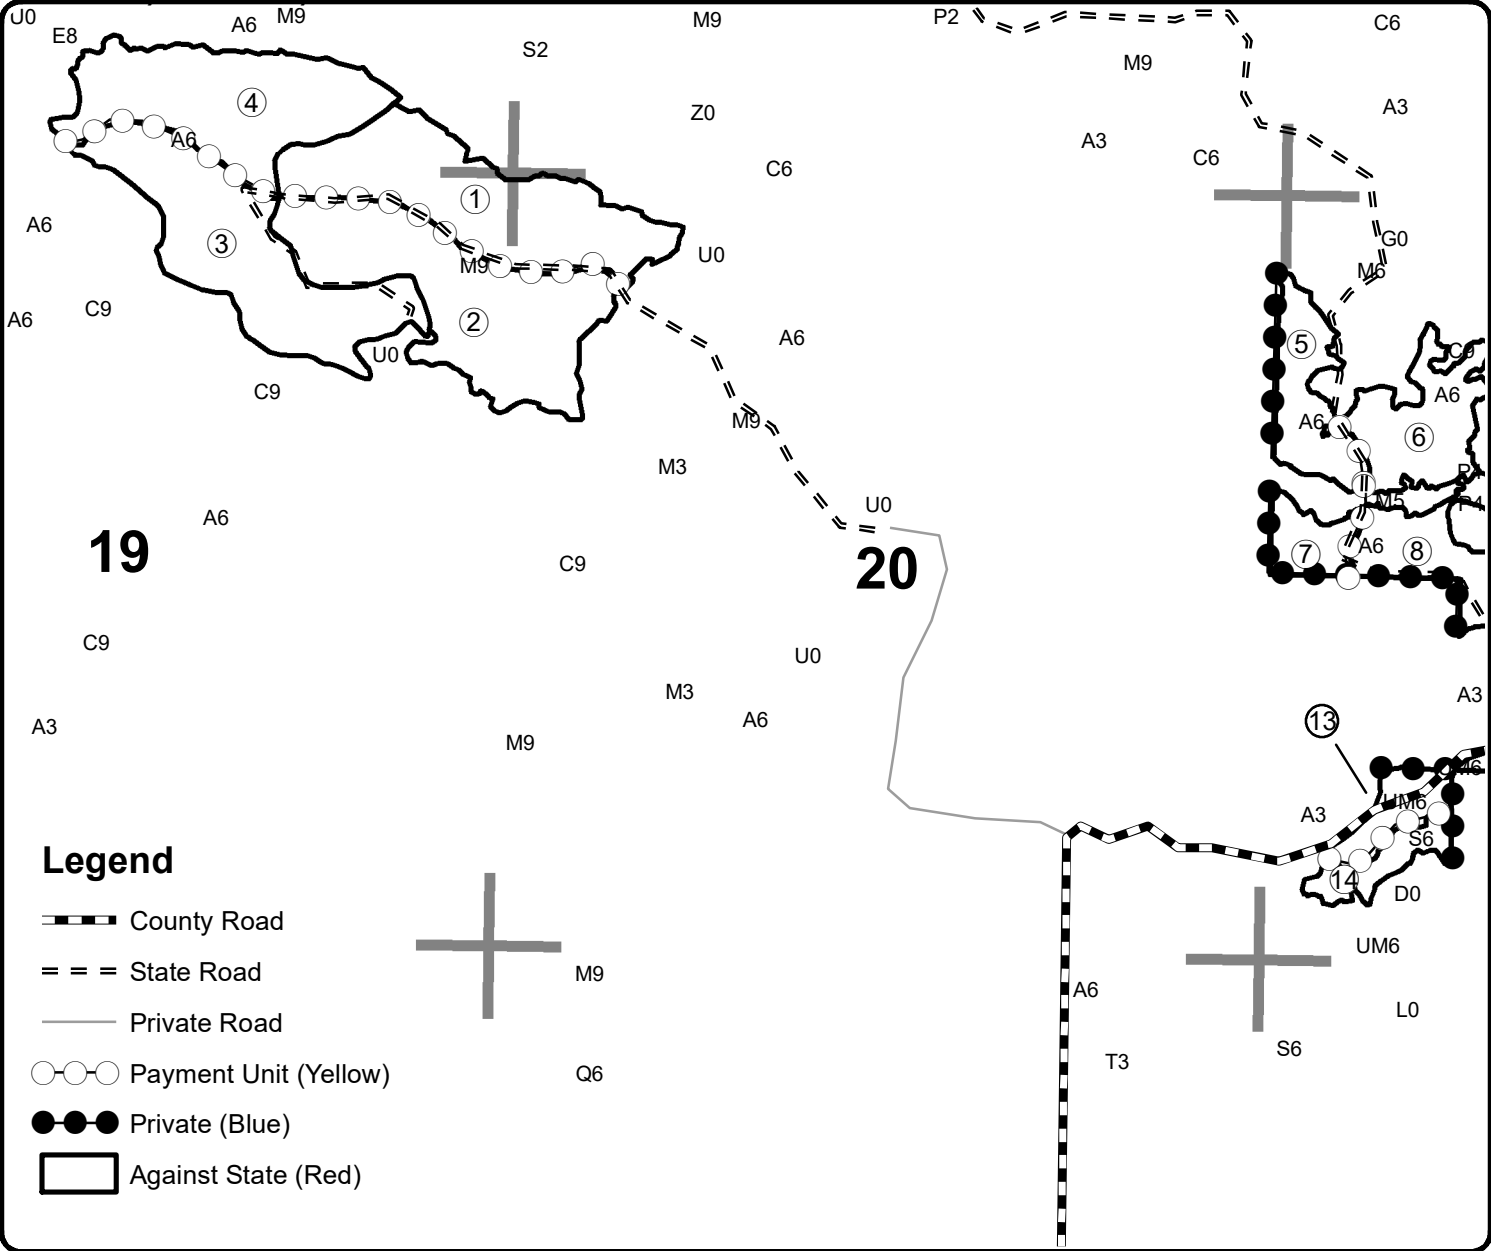 U0
A6
M9
M9
P2
C6
E8
S2
M9
4
Z0
A3
A6
A3
C6
C6
1
A6
3
U0
G0
M9
M6
C9
A6
2
A6
5
U0
C9
C9
A6
M9
A6
6
M3
P4
U0
M5
P4
A6
19
20
C9
A6
7
8
C9
U0
M3
A3
A6
A3
M9
13
UM6
UM6
A3
S6
Legend
14
D0
County Road
UM6
State Road
M9
A6
L0
Private Road
S6
T3
Payment Unit (Yellow)
Q6
Private (Blue)
Against State (Red)